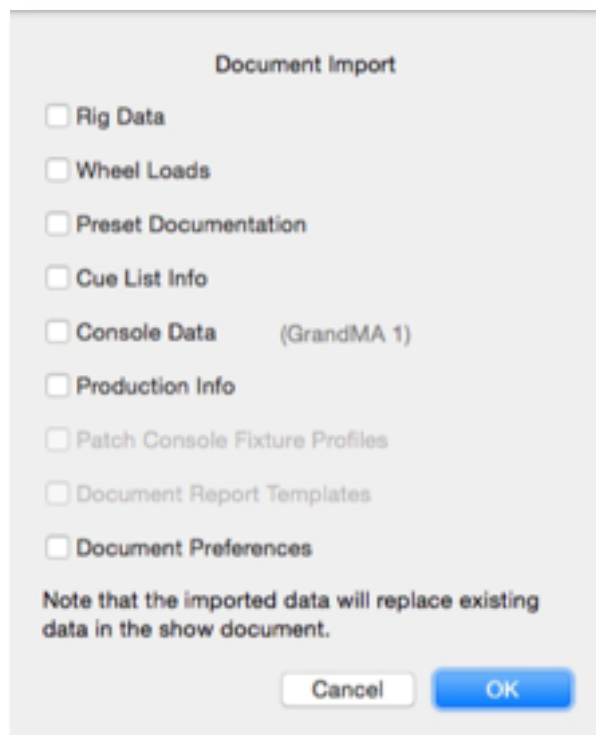 Document Import
Rig Data
Wheel Loads
Preset Documentation
Cue List Info
Console Data (GrandMA 1)
Production Info
Patch Console Fixture Profiles
Document Report Templates
Document Preferences
Note that the imported data will replace existing
data in the show document.
Cancel OK